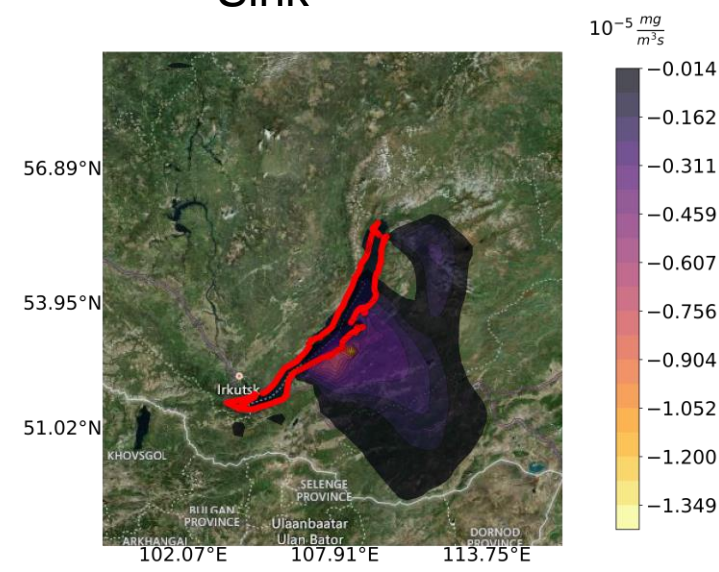 Sink
10⁻⁵ mg/m³s
−0.014
−0.162
−0.311
−0.459
−0.607
−0.756
−0.904
−1.052
−1.200
−1.349
56.89°N
53.95°N
51.02°N
Irkutsk
KHOVSGOL
SELENGE
PROVINCE
BULGAN
PROVINCE
Ulaanbaatar
Ulan Bator
ARKHANGAI
DORNOD
PROVINCE
102.07°E
107.91°E
113.75°E